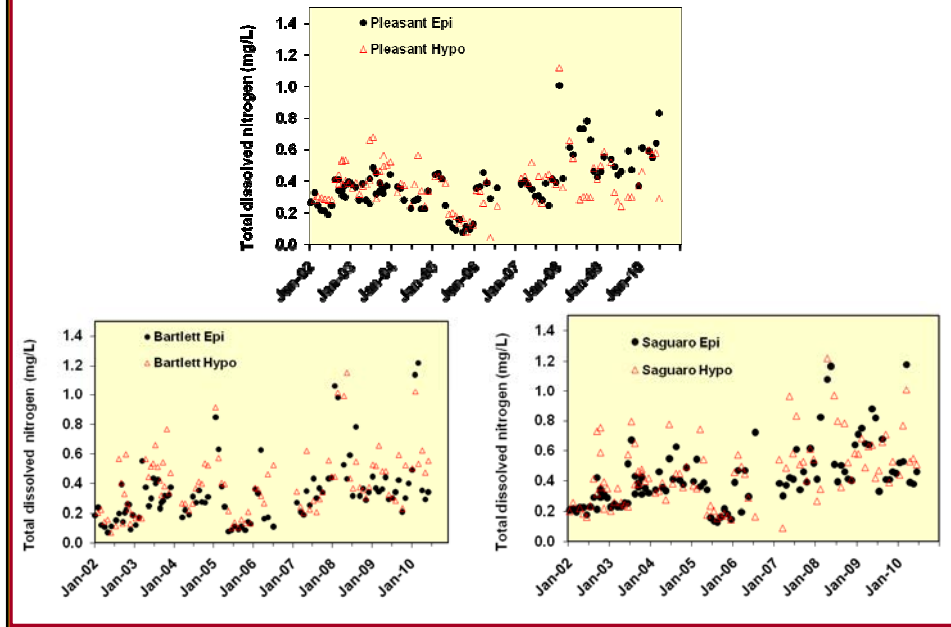 Total dissolved nitrogen (mg/L)
1.4
1.2
1.0
0.8
0.6
0.4
0.2
0.0
Pleasant Epi
Pleasant Hypo
Jan-02
Jan-03
Jan-04
Jan-05
Jan-06
Jan-07
Jan-08
Jan-09
Jan-10
Total dissolved nitrogen (mg/L)
1.4
1.2
1.0
0.8
0.6
0.4
0.2
0.0
Bartlett Epi
Bartlett Hypo
Jan-02
Jan-03
Jan-04
Jan-05
Jan-06
Jan-07
Jan-08
Jan-09
Jan-10
Total dissolved nitrogen (mg/L)
1.4
1.2
1.0
0.8
0.6
0.4
0.2
0.0
Saguaro Epi
Saguaro Hypo
Jan-02
Jan-03
Jan-04
Jan-05
Jan-06
Jan-07
Jan-08
Jan-09
Jan-10